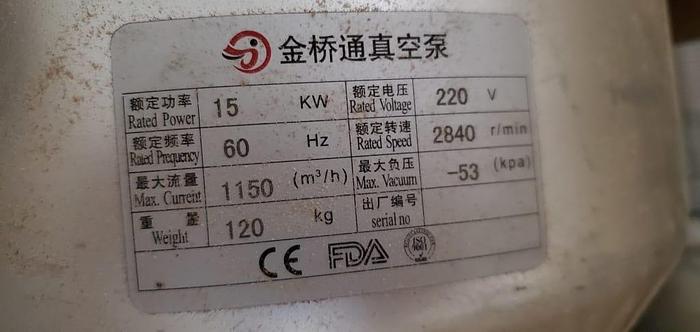 金桥通真空泵
额定功率 Rated Power 15 KW 额定电压 Rated Voltage 220 V
额定频率 Rated Prequency 60 Hz 额定转速 Rated Speed 2840 r/min
最大流量 Max. Current 1150 (m³/h) 最大负压 Max. Vacuum -53 (kpa)
重量 Weight 120 kg 出厂编号 serial no
CE FDA ISO